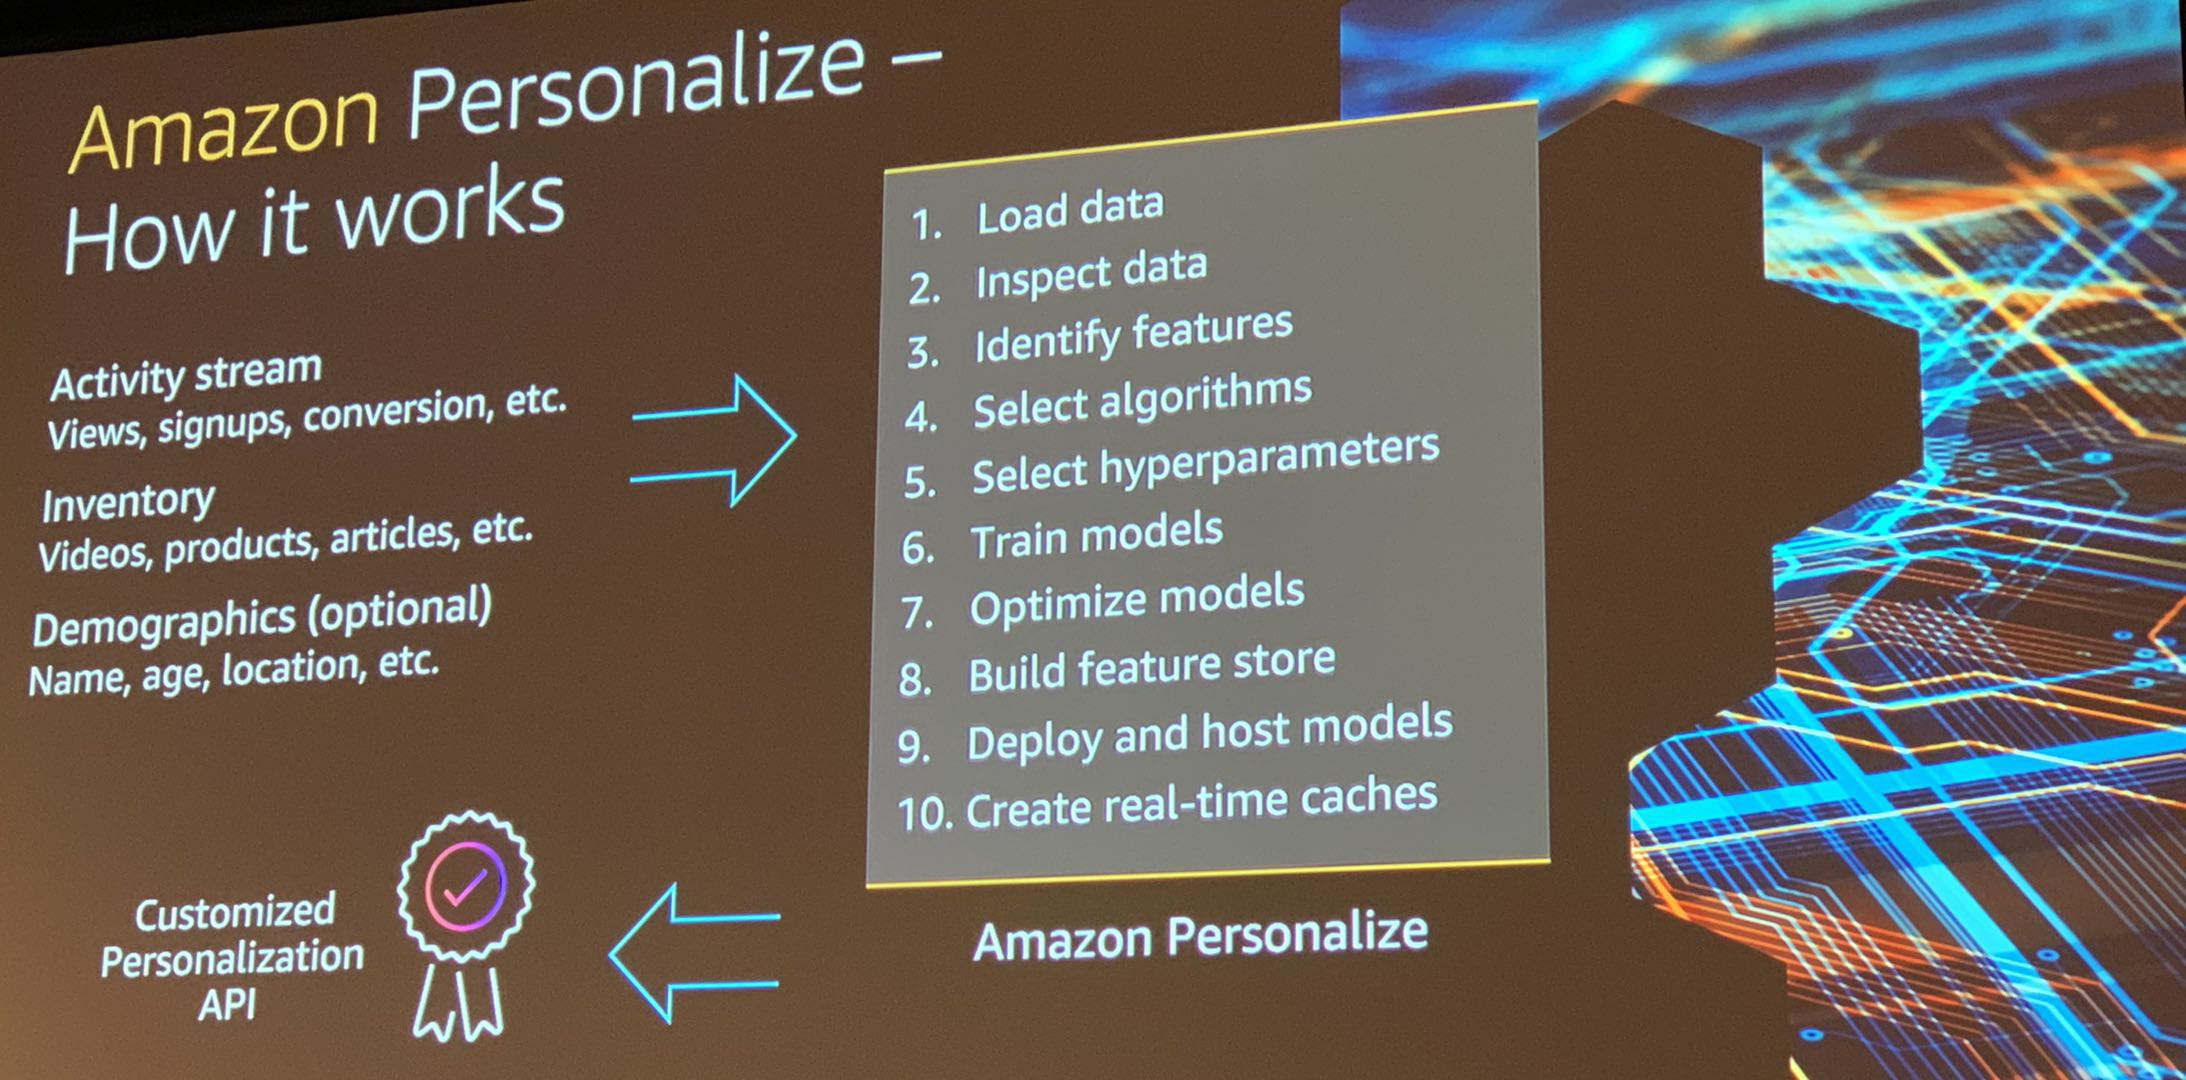 Amazon Personalize –
How it works
Activity stream
Views, signups, conversion, etc.
Inventory
Videos, products, articles, etc.
Demographics (optional)
Name, age, location, etc.
1. Load data
2. Inspect data
3. Identify features
4. Select algorithms
5. Select hyperparameters
6. Train models
7. Optimize models
8. Build feature store
9. Deploy and host models
10. Create real-time caches
Amazon Personalize
Customized
Personalization
API